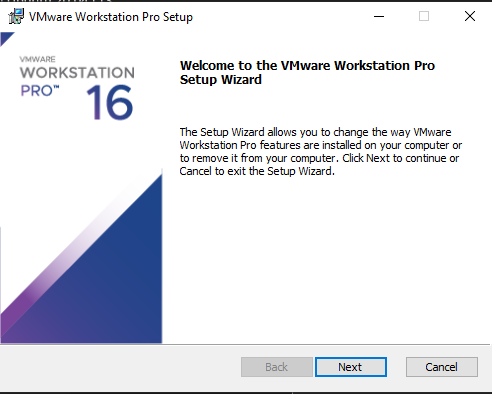 VMware Workstation Pro Setup
VMWARE
WORKSTATION
PRO™ 16
Welcome to the VMware Workstation Pro
Setup Wizard
The Setup Wizard allows you to change the way VMware
Workstation Pro features are installed on your computer or
to remove it from your computer. Click Next to continue or
Cancel to exit the Setup Wizard.
Back Next Cancel